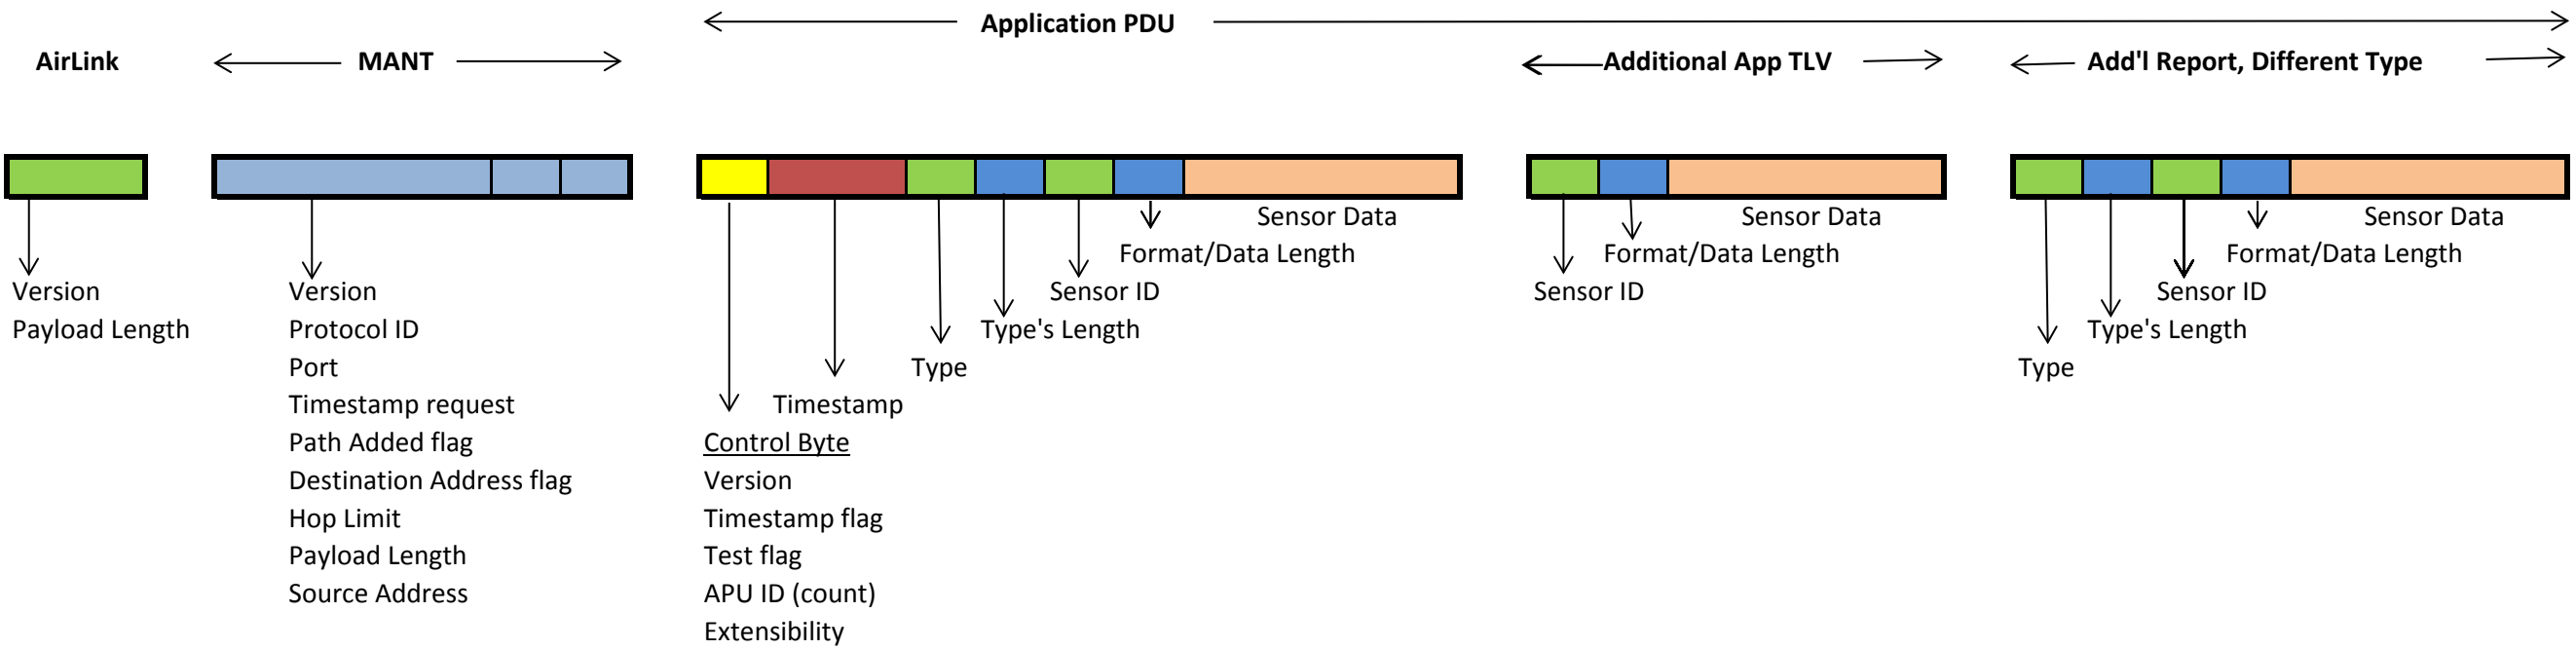 Application PDU
AirLink
MANT
Additional App TLV
Add'l Report, Different Type
Version
Payload Length
Version
Protocol ID
Port
Timestamp request
Path Added flag
Destination Address flag
Hop Limit
Payload Length
Source Address
Sensor Data
Format/Data Length
Sensor ID
Type's Length
Type
Timestamp
Control Byte
Version
Timestamp flag
Test flag
APU ID (count)
Extensibility
Sensor Data
Format/Data Length
Sensor ID
Sensor Data
Format/Data Length
Sensor ID
Type's Length
Type